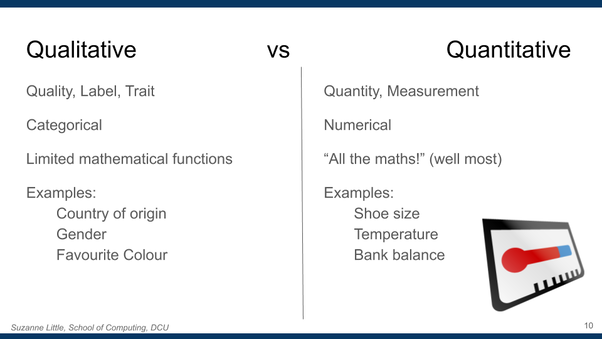 Qualitative vs Quantitative
Quality, Label, Trait
Categorical
Limited mathematical functions
Examples:
Country of origin
Gender
Favourite Colour
Quantity, Measurement
Numerical
“All the maths!” (well most)
Examples:
Shoe size
Temperature
Bank balance
Suzanne Little, School of Computing, DCU
10